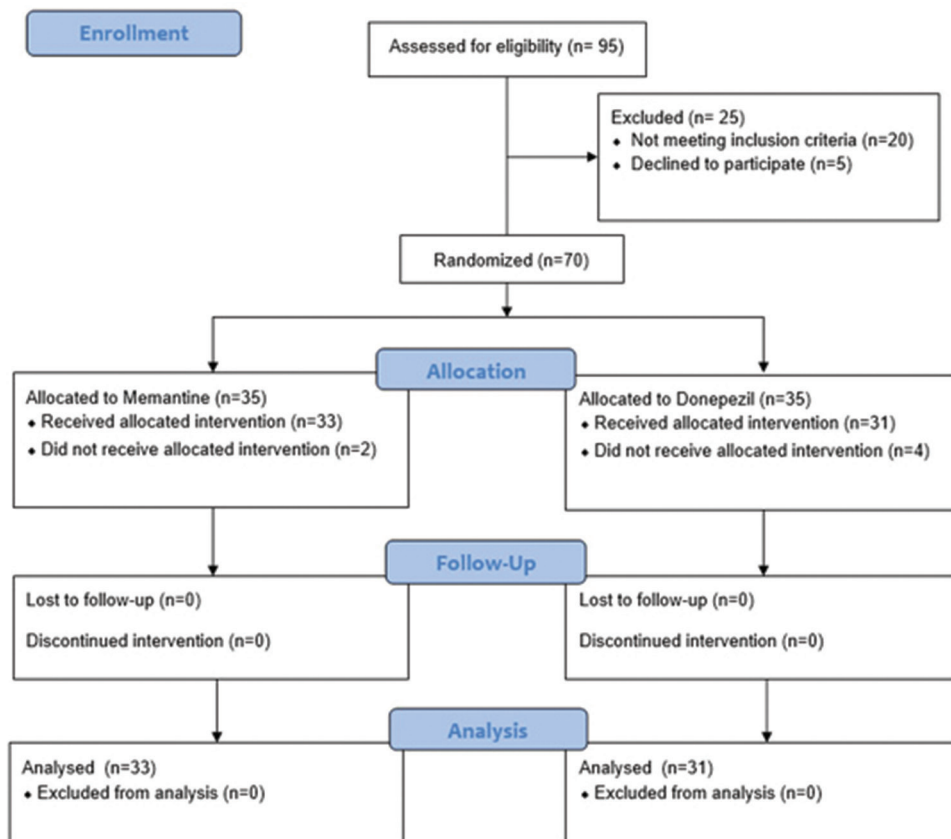 Enrollment
Assessed for eligibility (n= 95)
Excluded (n= 25)
♦ Not meeting inclusion criteria (n=20)
♦ Declined to participate (n=5)
Randomized (n=70)
Allocation
Allocated to Memantine (n=35)
♦ Received allocated intervention (n=33)
♦ Did not receive allocated intervention (n=2)
Allocated to Donepezil (n=35)
♦ Received allocated intervention (n=31)
♦ Did not receive allocated intervention (n=4)
Follow-Up
Lost to follow-up (n=0)
Discontinued intervention (n=0)
Lost to follow-up (n=0)
Discontinued intervention (n=0)
Analysis
Analysed (n=33)
♦ Excluded from analysis (n=0)
Analysed (n=31)
♦ Excluded from analysis (n=0)